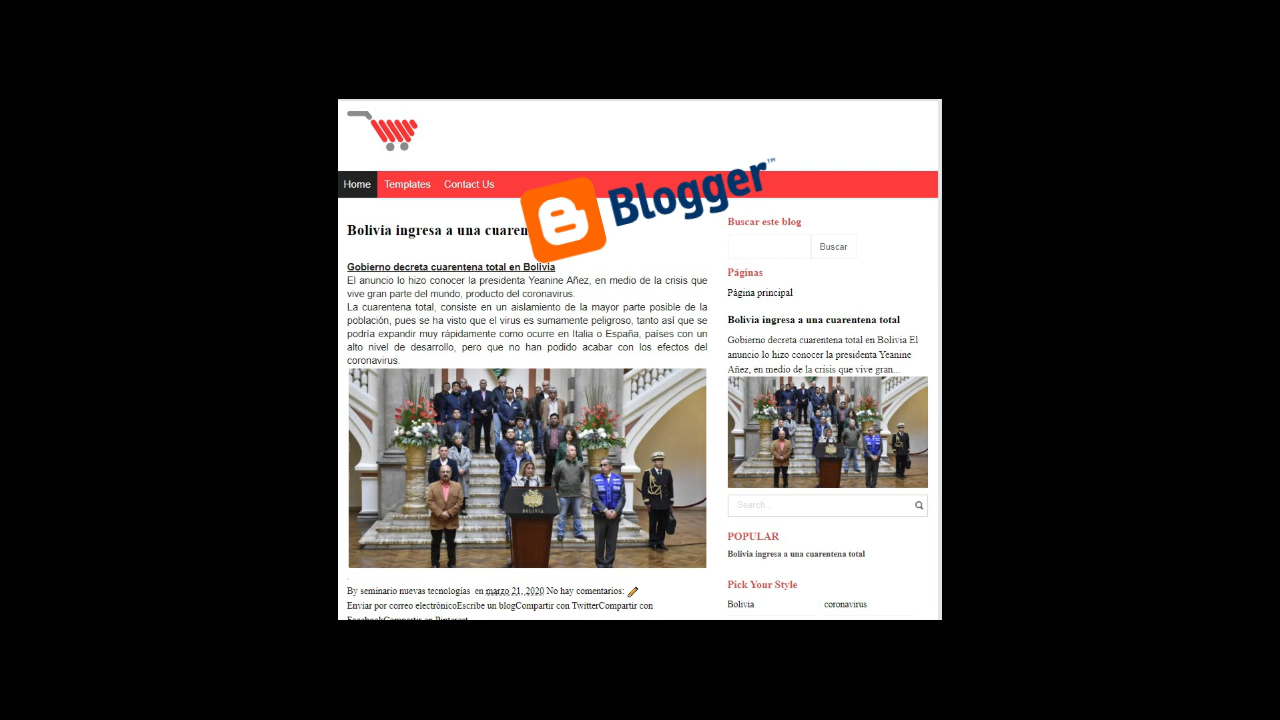 Home Templates Contact Us
Blogger™
Bolivia ingresa a una cuaren
Gobierno decreta cuarentena total en Bolivia
El anuncio lo hizo conocer la presidenta Yeanine Añez, en medio de la crisis que
vive gran parte del mundo, producto del coronavirus.
La cuarentena total, consiste en un aislamiento de la mayor parte posible de la
población, pues se ha visto que el virus es sumamente peligroso, tanto así que se
podría expandir muy rápidamente como ocurre en Italia o España, países con un
alto nivel de desarrollo, pero que no han podido acabar con los efectos del
coronavirus.
BOLIVIA
By seminario nuevas tecnologías en marzo 21, 2020 No hay comentarios:
Enviar por correo electrónicoEscribe un blogCompartir con TwitterCompartir con
FacebookCompartir en Pinterest
Buscar este blog
Buscar
Páginas
Página principal
Bolivia ingresa a una cuarentena total
Gobierno decreta cuarentena total en Bolivia El
anuncio lo hizo conocer la presidenta Yeanine
Añez, en medio de la crisis que vive gran...
Search..
POPULAR
Bolivia ingresa a una cuarentena total
Pick Your Style
Bolivia coronavirus